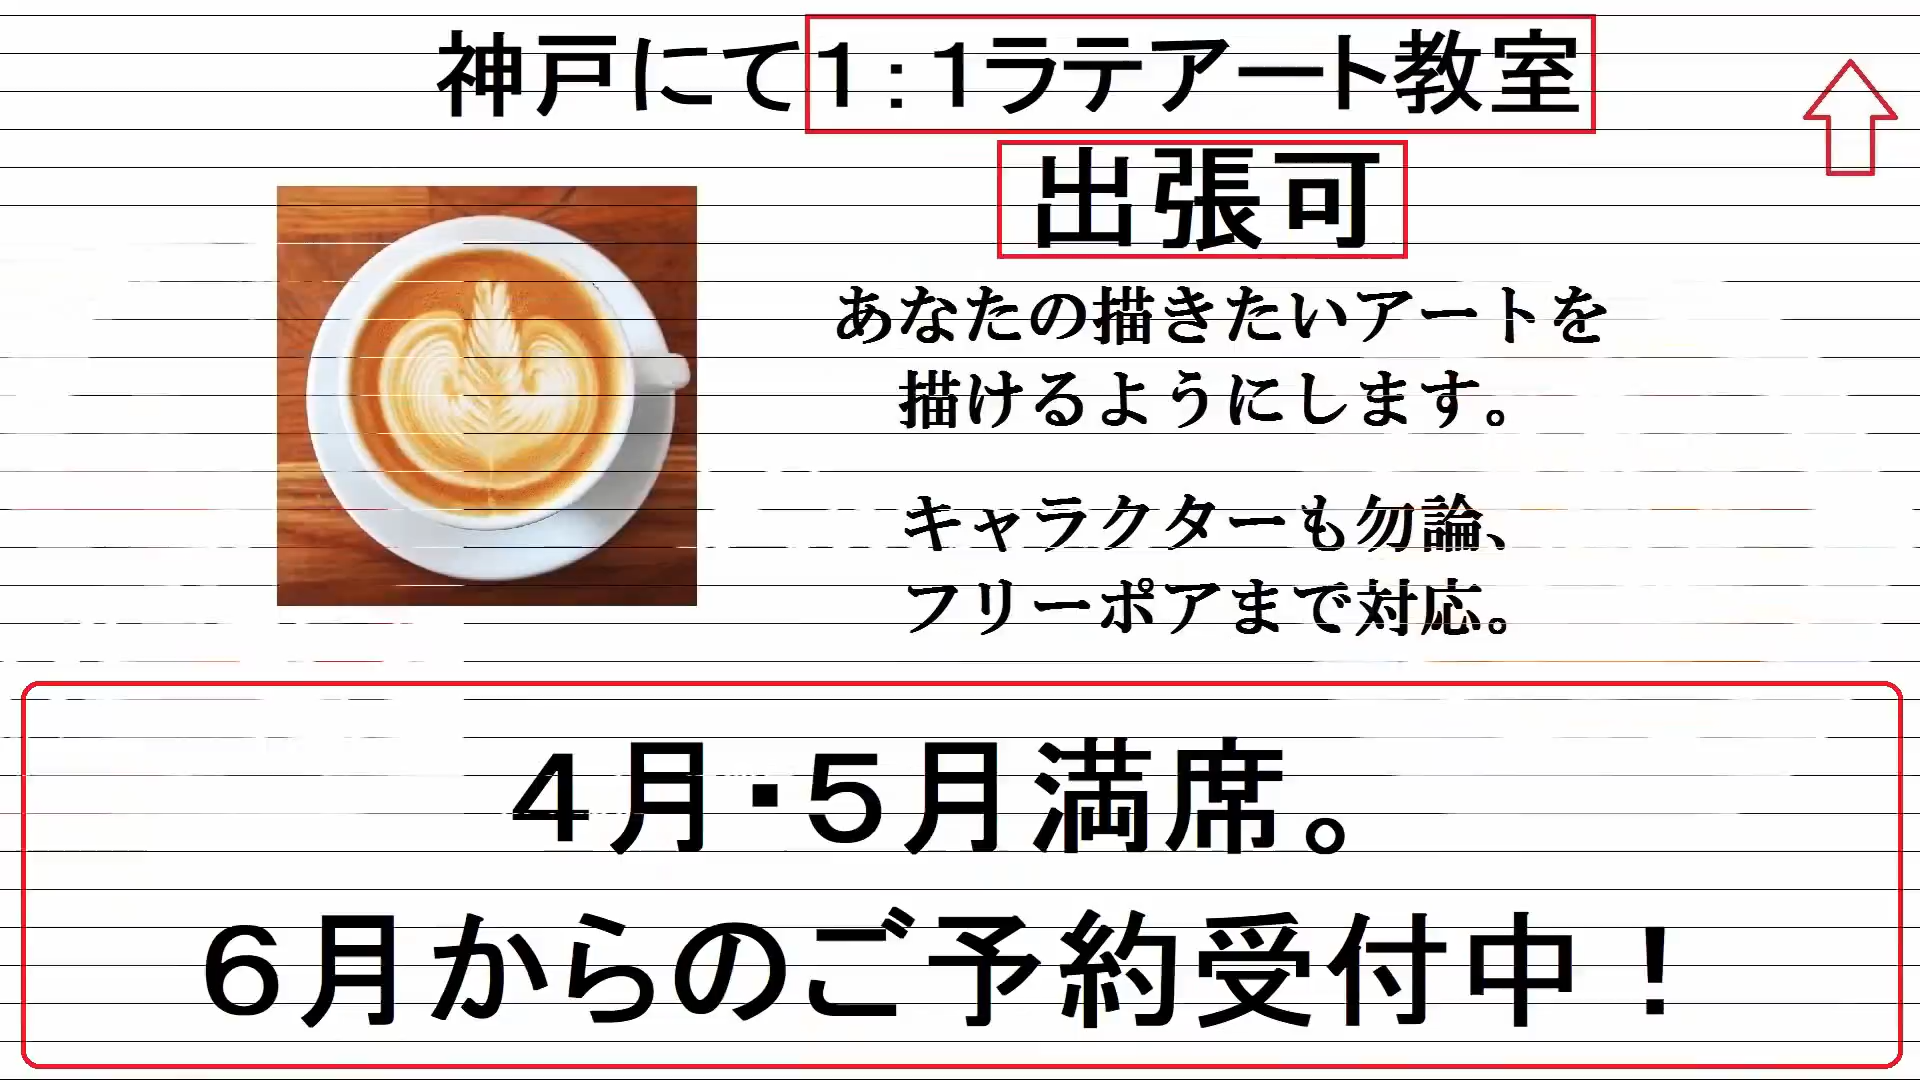 神戸にて１：１ラテアート教室
出張可
あなたの描きたいアートを
描けるようにします。
キャラクターも勿論、
フリーポアまで対応。
４月・５月満席。
６月からのご予約受付中！